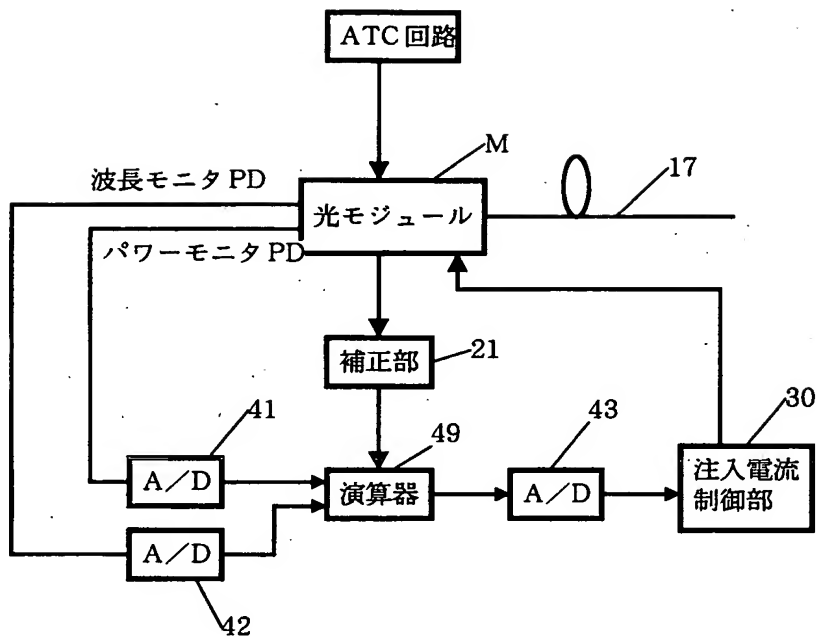 ATC回路
M
波長モニタPD
17
光モジュール
パワーモニタPD
補正部
21
41
49
43
30
A/D
演算器
A/D
注入電流
制御部
A/D
42